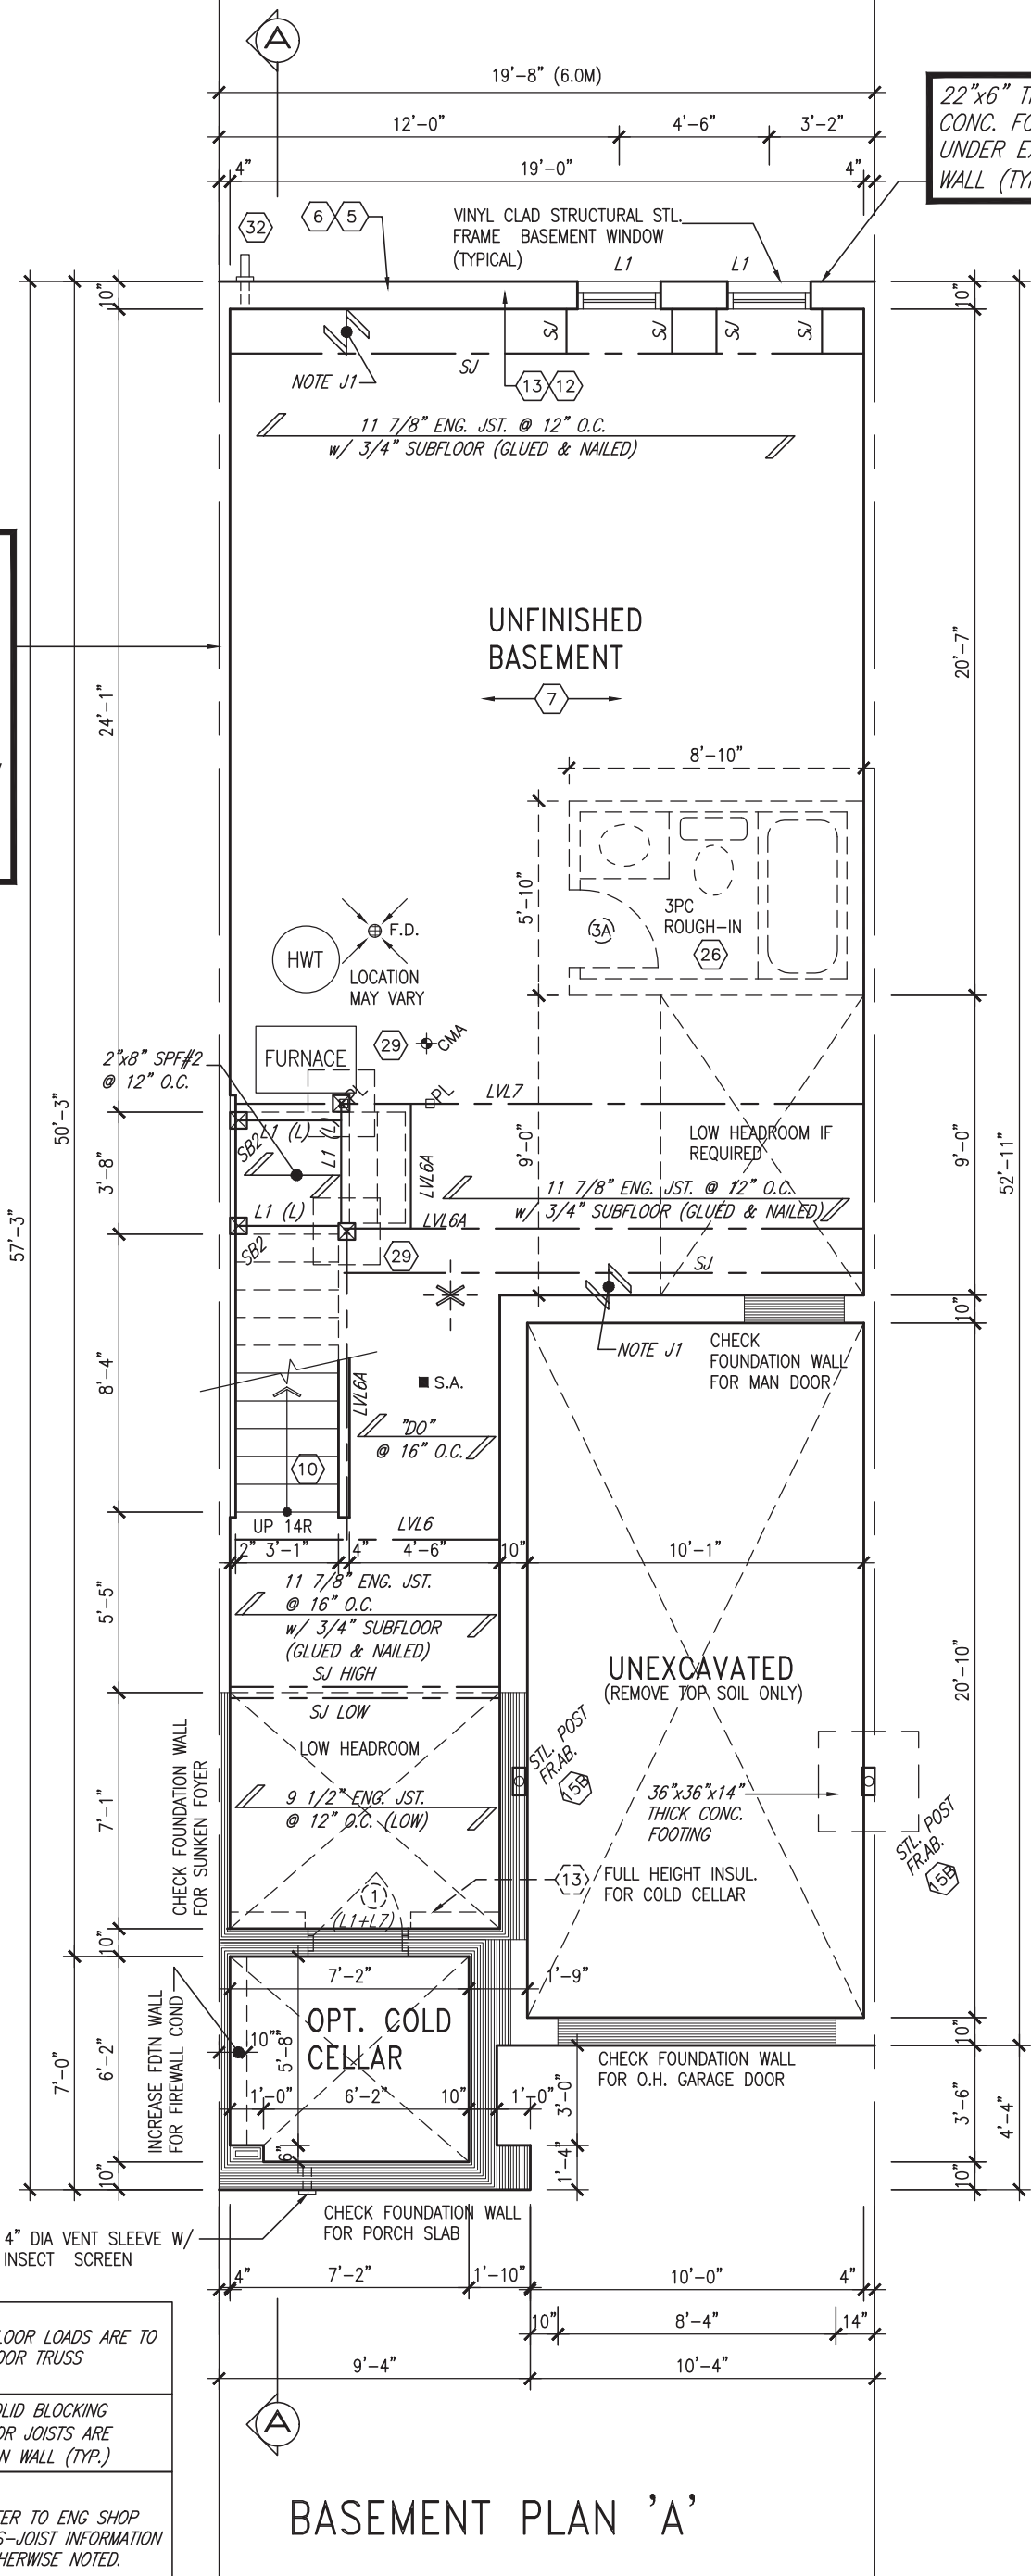 A
19'-8" (6.0M)
12'-0"
4'-6"
3'-2"
4"
19'-0"
4"
22"x6"
CONC.
UNDER
WALL
32
6
5
VINYL CLAD STRUCTURAL STL.
FRAME BASEMENT WINDOW
(TYPICAL)
L1
L1
10"
10"
SJ
SJ
SJ
SJ
NOTE J1
SJ
13
12
11 7/8" ENG. JST. @ 12" O.C.
w/ 3/4" SUBFLOOR (GLUED & NAILED)
UNFINISHED
BASEMENT
7
20'-7"
24'-1"
8'-10"
5'-10"
3A
3PC
ROUGH-IN
26
F.D.
HWT
LOCATION
MAY VARY
FURNACE
29
CMA
2"x8" SPF#2
@ 12" O.C.
PL
PL
LVL7
50'-3"
57'-3"
3'-8"
SB2
L1 (L)
L1 (L)
LVL6A
9'-0"
LOW HEADROOM IF
REQUIRED
9'-0"
52'-11"
11 7/8" ENG. JST. @ 12" O.C.
w/ 3/4" SUBFLOOR (GLUED & NAILED)
L1 (L)
LVL6A
SB2
29
SJ
NOTE J1
10"
CHECK
FOUNDATION WALL
FOR MAN DOOR
8'-4"
LVL6A
S.A.
"DO"
@ 16" O.C.
10
UP 14R
LVL6
2"
3'-1"
4"
4'-6"
10"
10'-1"
5'-5"
11 7/8" ENG. JST.
@ 16" O.C.
w/ 3/4" SUBFLOOR
(GLUED & NAILED)
SJ HIGH
SJ LOW
UNEXCAVATED
(REMOVE TOP SOIL ONLY)
20'-10"
LOW HEADROOM
STL. POST
FR.AB.
15B
CHECK FOUNDATION WALL
FOR SUNKEN FOYER
7'-1"
9 1/2" ENG. JST.
@ 12" O.C. (LOW)
36"x36"x14"
THICK CONC.
FOOTING
STL. POST
FR.AB.
15B
1
(L1+L7)
13
FULL HEIGHT INSUL.
FOR COLD CELLAR
10"
7'-2"
1'-9"
OPT. COLD
CELLAR
10"
5'-8"
INCREASE FDTN WALL
FOR FIREWALL COND
7'-0"
6'-2"
1'-0"
6'-2"
10"
1'-0"
3'-0"
CHECK FOUNDATION WALL
FOR O.H. GARAGE DOOR
10"
3'-6"
4'-4"
6"
1'-4"
10"
10"
4" DIA VENT SLEEVE W/
INSECT SCREEN
CHECK FOUNDATION WALL
FOR PORCH SLAB
4"
7'-2"
1'-10"
10'-0"
4"
10"
8'-4"
14"
9'-4"
10'-4"
LOADS ARE TO
TRUSS
BLOCKING
JOISTS ARE
WALL (TYP.)
TO ENG SHOP
INFORMATION
NOTED.
A
BASEMENT PLAN 'A'